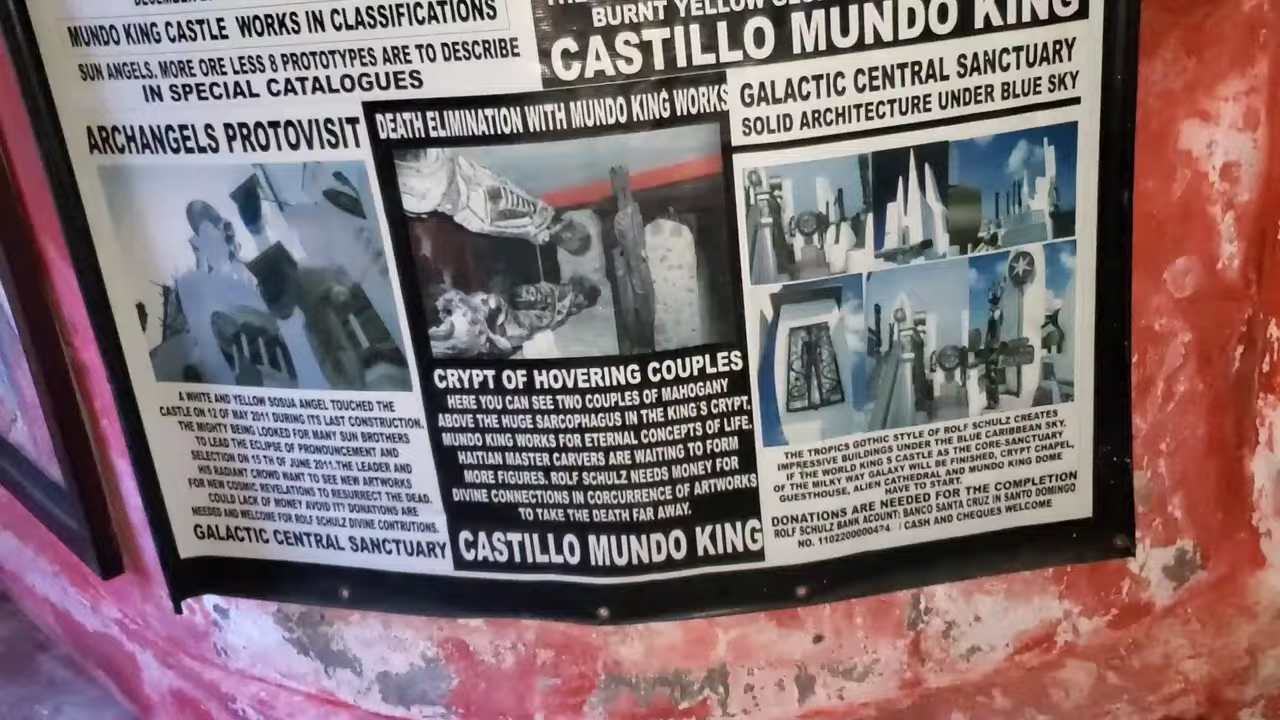 MUNDO KING CASTLE WORKS IN CLASSIFICATIONS
SUN ANGELS. MORE ORE LESS 8 PROTOTYPES ARE TO DESCRIBE
IN SPECIAL CATALOGUES
ARCHANGELS PROTOVISIT
A WHITE AND YELLOW SOSUA ANGEL TOUCHED THE
CASTLE ON 12 OF MAY 2011 DURING ITS LAST CONSTRUCTION.
THE MIGHTY BEING LOOKED FOR MANY SUN BROTHERS
TO LEAD THE ECLIPSE OF PRONOUNCEMENT AND
SELECTION ON 15 TH OF JUNE 2011.THE LEADER AND
HIS RADIANT CROWD WANT TO SEE NEW ARTWORKS
FOR NEW COSMIC REVELATIONS TO RESURRECT THE DEAD.
COULD LACK OF MONEY AVOID IT? DONATIONS ARE
NEEDED AND WELCOME FOR ROLF SCHULZ DIVINE CONTRUTIONS.
GALACTIC CENTRAL SANCTUARY
BURNT YELLOW
CASTILLO MUNDO KING
DEATH ELIMINATION WITH MUNDO KING WORKS
CRYPT OF HOVERING COUPLES
HERE YOU CAN SEE TWO COUPLES OF MAHOGANY
ABOVE THE HUGE SARCOPHAGUS IN THE KING´S CRYPT.
MUNDO KING WORKS FOR ETERNAL CONCEPTS OF LIFE.
HAITIAN MASTER CARVERS ARE WAITING TO FORM
MORE FIGURES. ROLF SCHULZ NEEDS MONEY FOR
DIVINE CONNECTIONS IN CORCURRENCE OF ARTWORKS
TO TAKE THE DEATH FAR AWAY.
CASTILLO MUNDO KING
GALACTIC CENTRAL SANCTUARY
SOLID ARCHITECTURE UNDER BLUE SKY
THE TROPICS GOTHIC STYLE OF ROLF SCHULZ CREATES
IMPRESSIVE BUILDINGS UNDER THE BLUE CARIBBEAN SKY.
IF THE WORLD KING´S CASTLE AS THE CORE-SANCTUARY
OF THE MILKY WAY GALAXY WILL BE FINISHED, CRYPT CHAPEL,
GUESTHOUSE, ALIEN CATHEDRAL AND MUNDO KING DOME
HAVE TO START.
DONATIONS ARE NEEDED FOR THE COMPLETION
ROLF SCHULZ BANK ACOUNT: BANCO SANTA CRUZ IN SANTO DOMINGO
NO. 11022000004?4 / CASH AND CHEQUES WELCOME